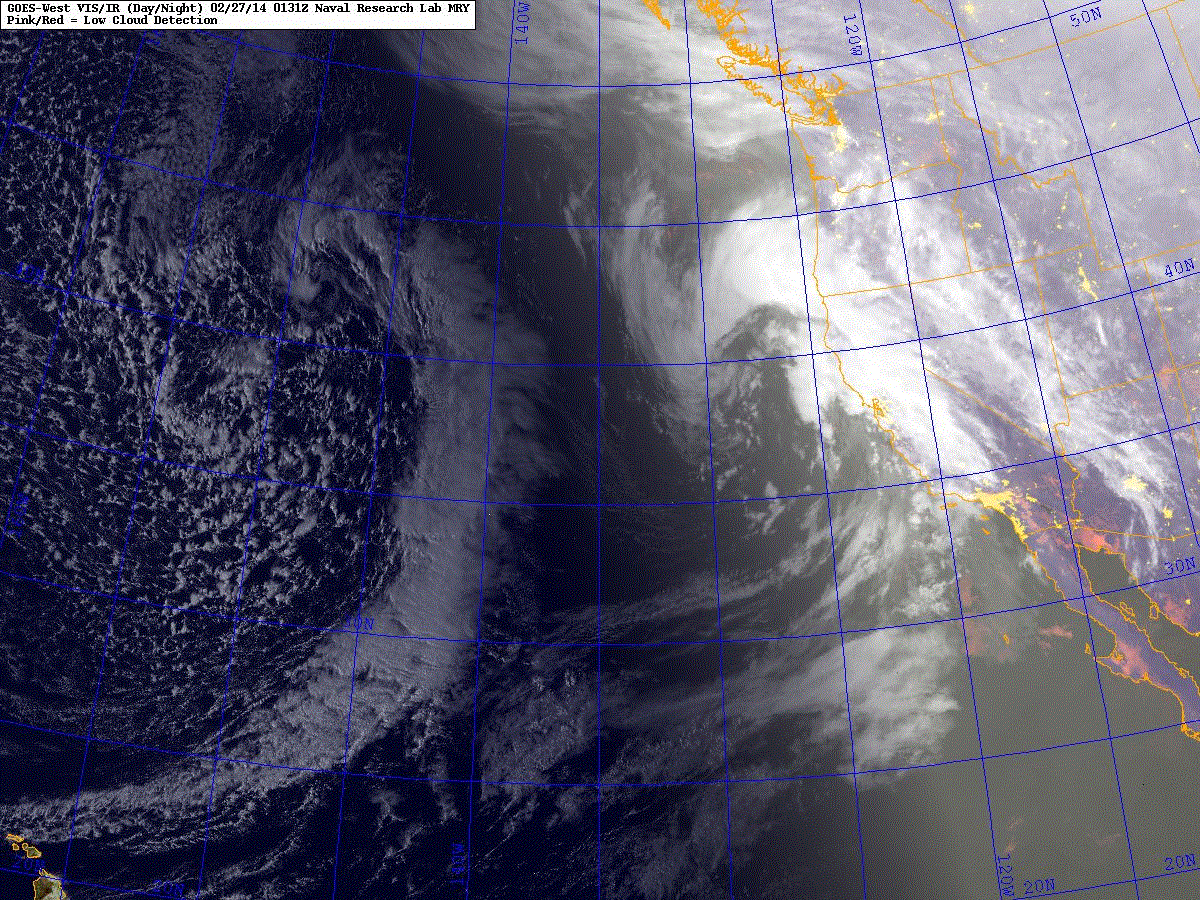 GOES-West VIS/IR (Day/Night) 02/27/14 0131Z Naval Research Lab MRY
Pink/Red = Low Cloud Detection
140W
120W
50N
40N
30N
20N
120W
20N